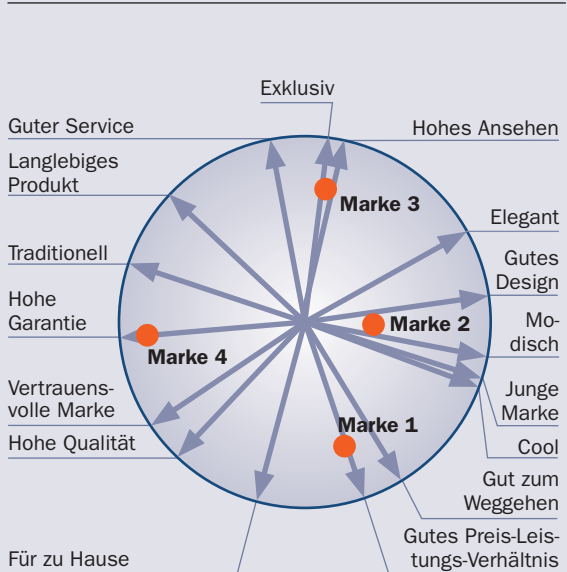 Exklusiv
Guter Service
Hohes Ansehen
Langlebiges
Produkt
Marke 3
Elegant
Traditionell
Gutes
Design
Hohe
Garantie
Marke 2
Mo-
disch
Marke 4
Vertrauens-
volle Marke
Junge
Marke
Marke 1
Hohe Qualität
Cool
Gut zum
Weggehen
Gutes Preis-Leis-
tungs-Verhältnis
Für zu Hause